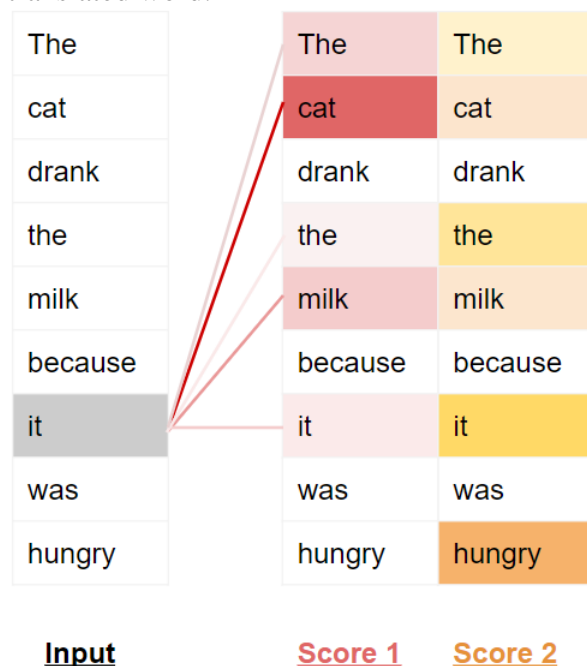 The The The
cat cat cat
drank drank drank
the the the
milk milk milk
because because because
it it it
was was was
hungry hungry hungry
Input Score 1 Score 2